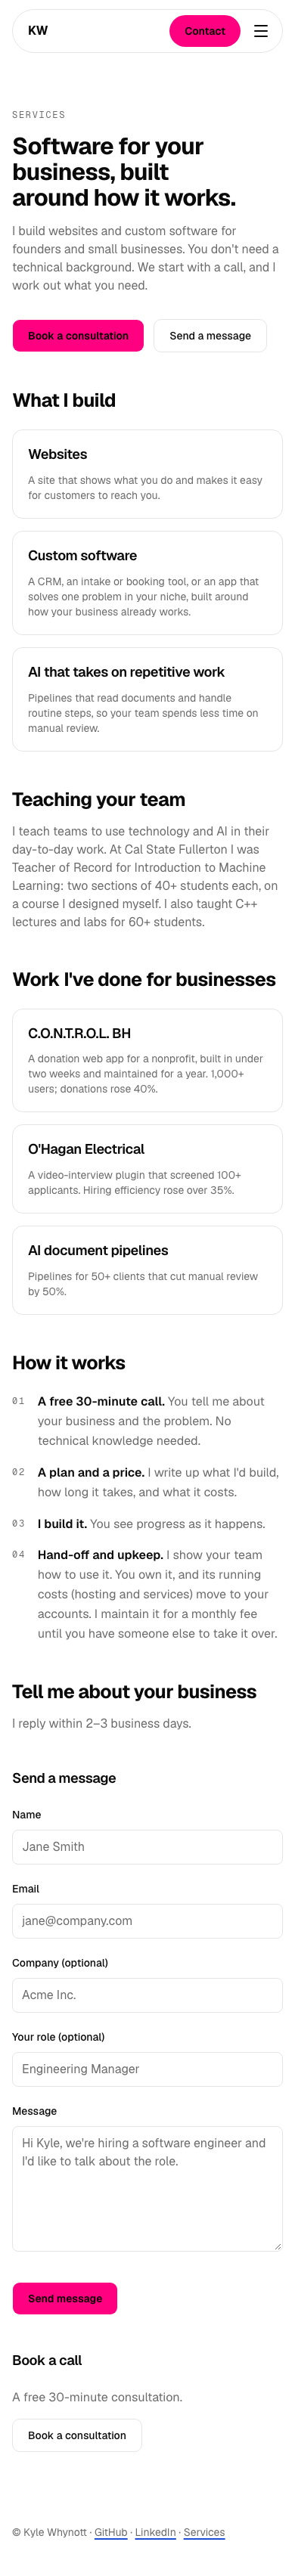 KW
Contact
SERVICES
Software for your
business, built
around how it works.
I build websites and custom software for
founders and small businesses. You don't need a
technical background. We start with a call, and I
work out what you need.
Book a consultation
Send a message
What I build
Websites
A site that shows what you do and makes it easy
for customers to reach you.
Custom software
A CRM, an intake or booking tool, or an app that
solves one problem in your niche, built around
how your business already works.
AI that takes on repetitive work
Pipelines that read documents and handle
routine steps, so your team spends less time on
manual review.
Teaching your team
I teach teams to use technology and AI in their
day-to-day work. At Cal State Fullerton I was
Teacher of Record for Introduction to Machine
Learning: two sections of 40+ students each, on
a course I designed myself. I also taught C++
lectures and labs for 60+ students.
Work I've done for businesses
C.O.N.T.R.O.L. BH
A donation web app for a nonprofit, built in under
two weeks and maintained for a year. 1,000+
users; donations rose 40%.
O'Hagan Electrical
A video-interview plugin that screened 100+
applicants. Hiring efficiency rose over 35%.
AI document pipelines
Pipelines for 50+ clients that cut manual review
by 50%.
How it works
01 A free 30-minute call. You tell me about
your business and the problem. No
technical knowledge needed.
02 A plan and a price. I write up what I'd build,
how long it takes, and what it costs.
03 I build it. You see progress as it happens.
04 Hand-off and upkeep. I show your team
how to use it. You own it, and its running
costs (hosting and services) move to your
accounts. I maintain it for a monthly fee
until you have someone else to take it over.
Tell me about your business
I reply within 2–3 business days.
Send a message
Name
Jane Smith
Email
jane@company.com
Company (optional)
Acme Inc.
Your role (optional)
Engineering Manager
Message
Hi Kyle, we're hiring a software engineer and
I'd like to talk about the role.
Send message
Book a call
A free 30-minute consultation.
Book a consultation
© Kyle Whynott · GitHub · LinkedIn · Services